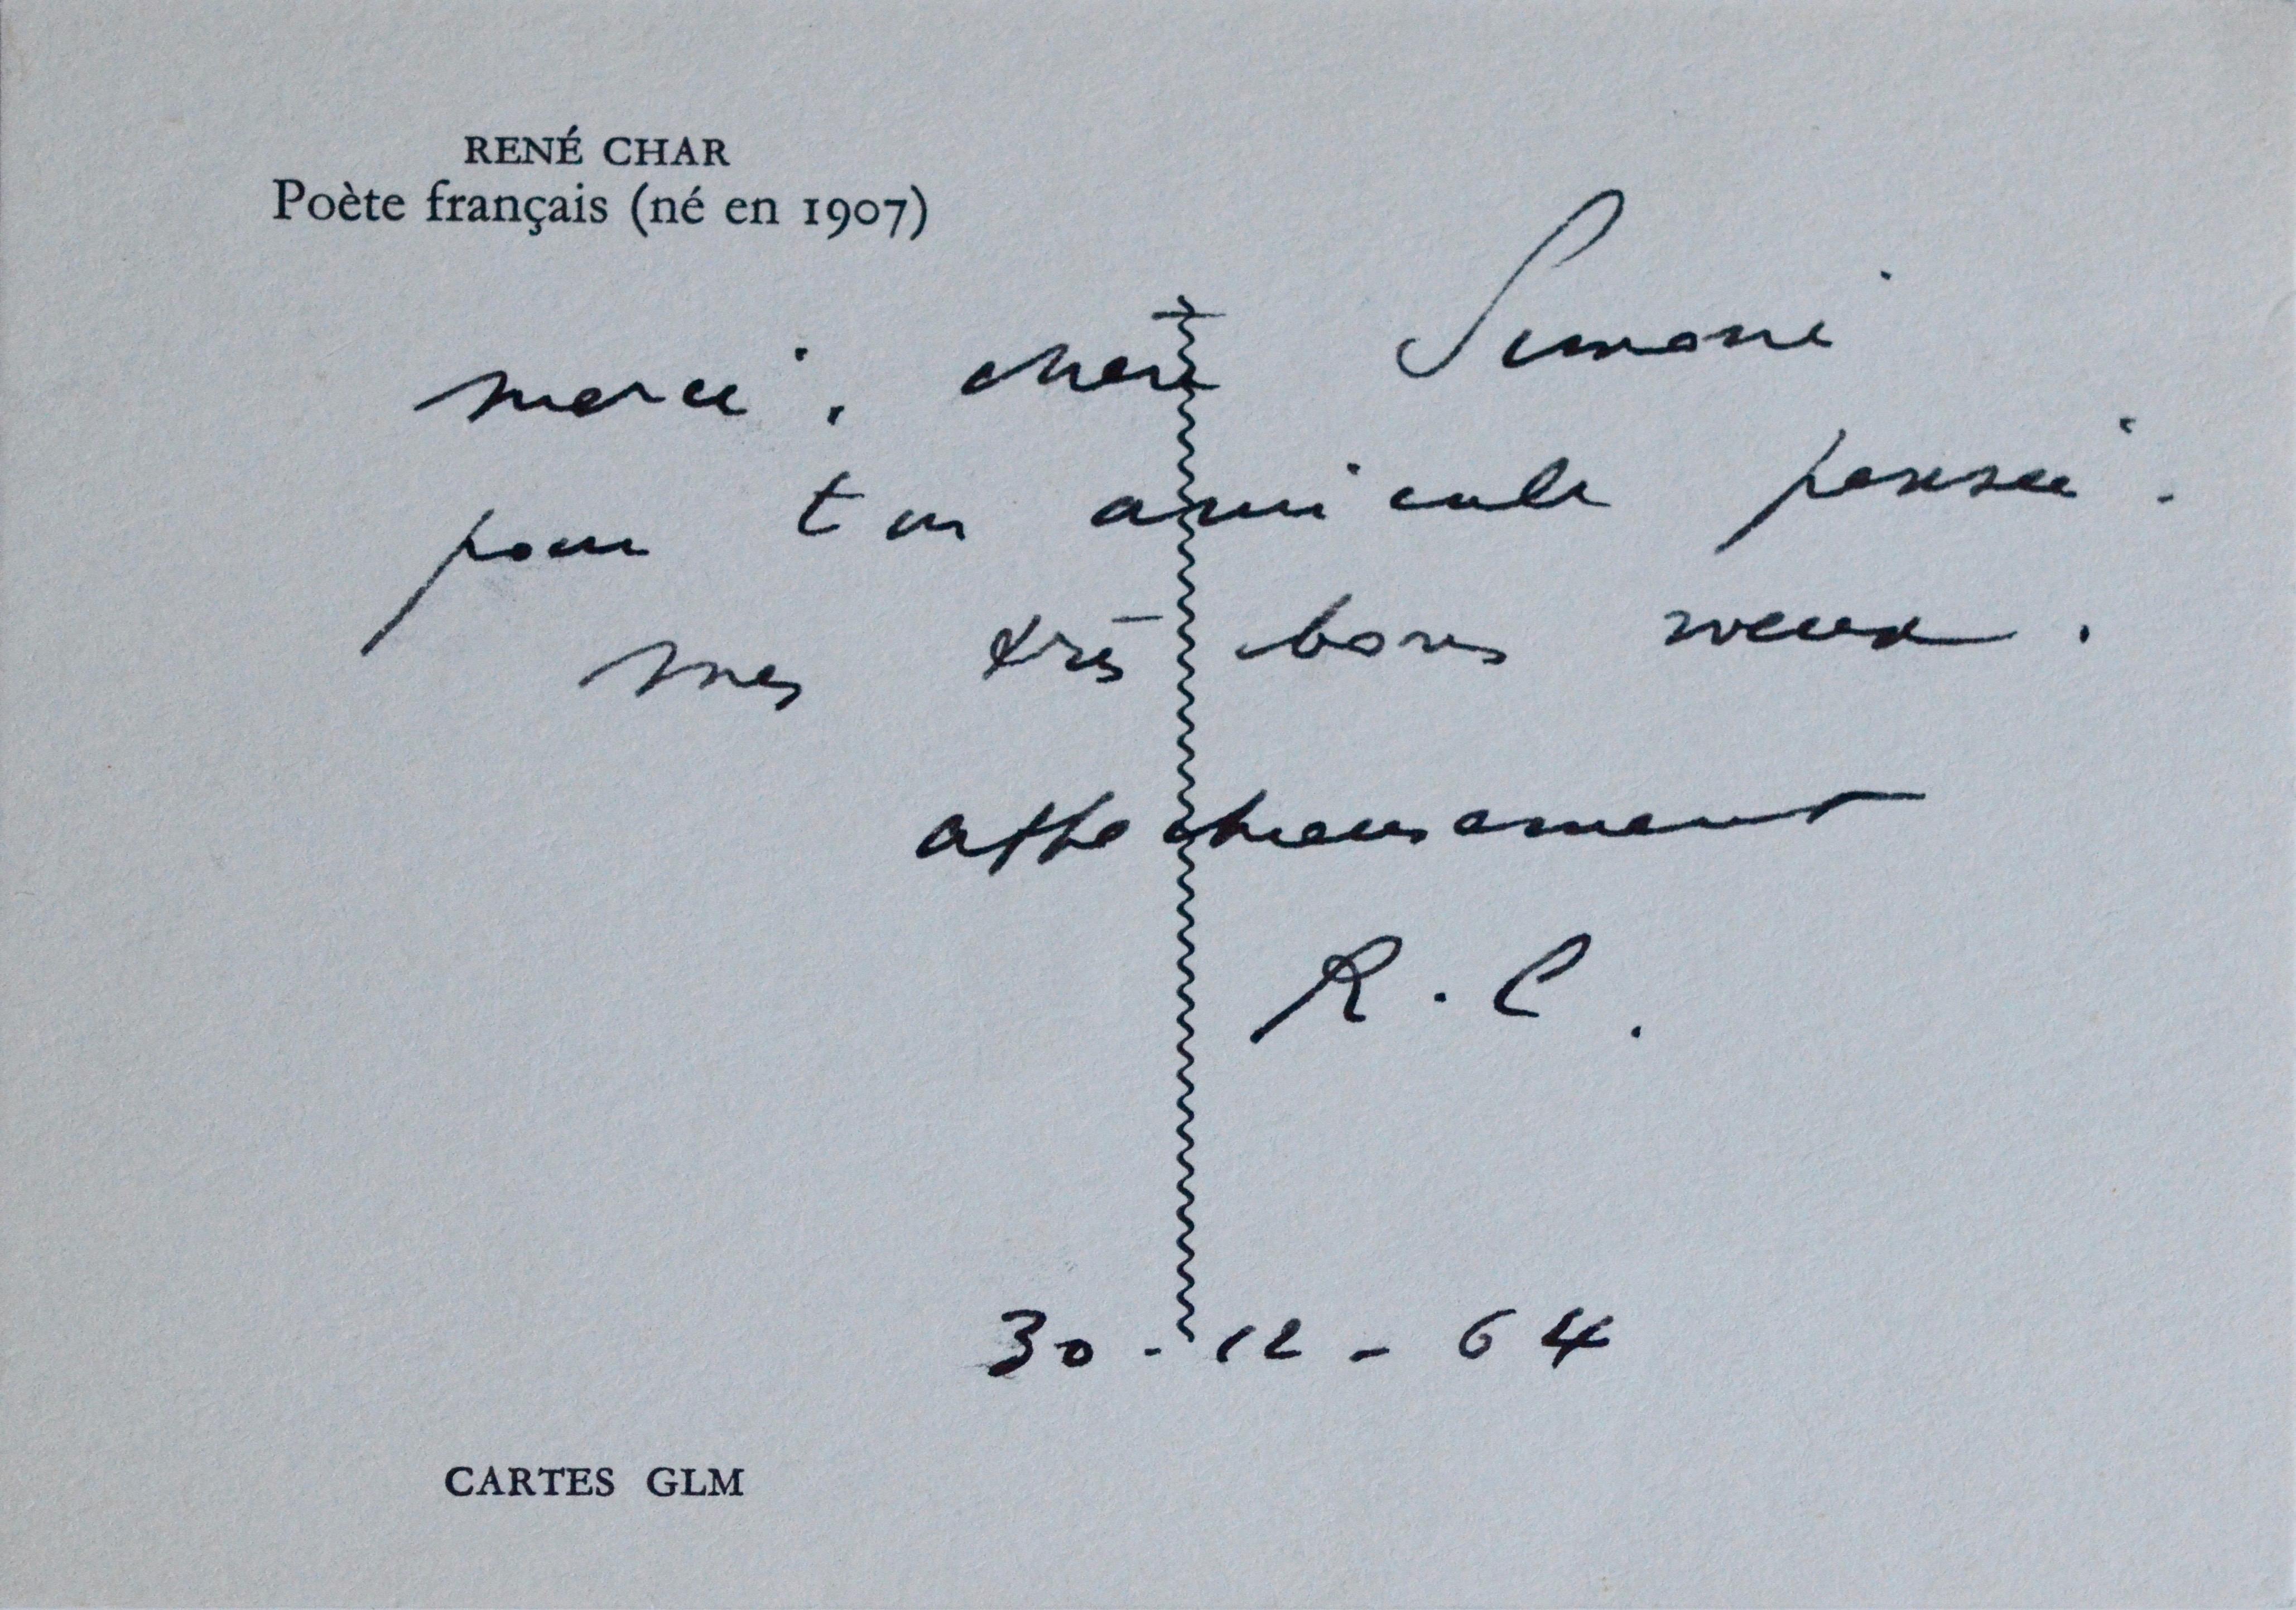 RENÉ CHAR
Poète français (né en 1907)
merci, chère Simone
pour ton amicale pensée.
mes très bons vœux.
affectueusement
R. C.
30-12-64
CARTES GLM